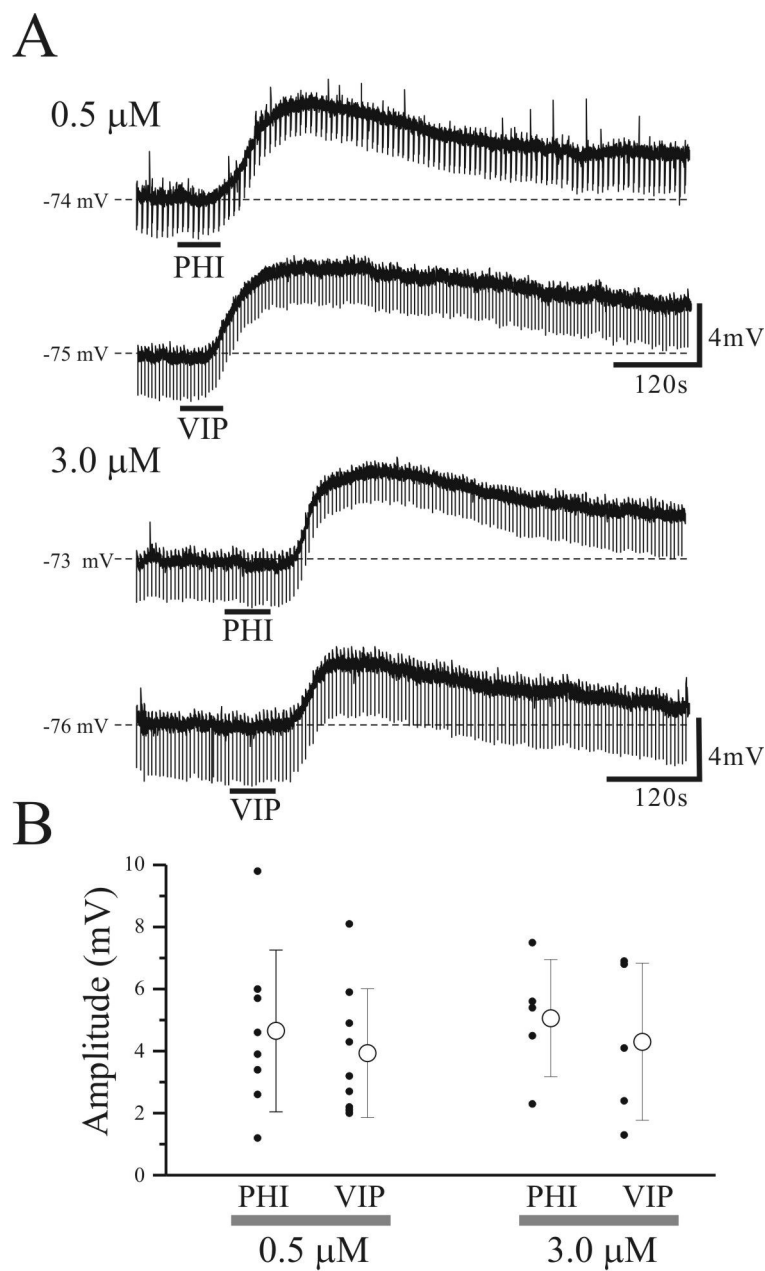 A
0.5 μM
-74 mV
PHI
-75 mV
4mV
120s
VIP
3.0 μM
-73 mV
PHI
-76 mV
4mV
120s
VIP
B
Amplitude (mV)
10
8
6
4
2
0
PHI VIP PHI VIP
0.5 μM 3.0 μM